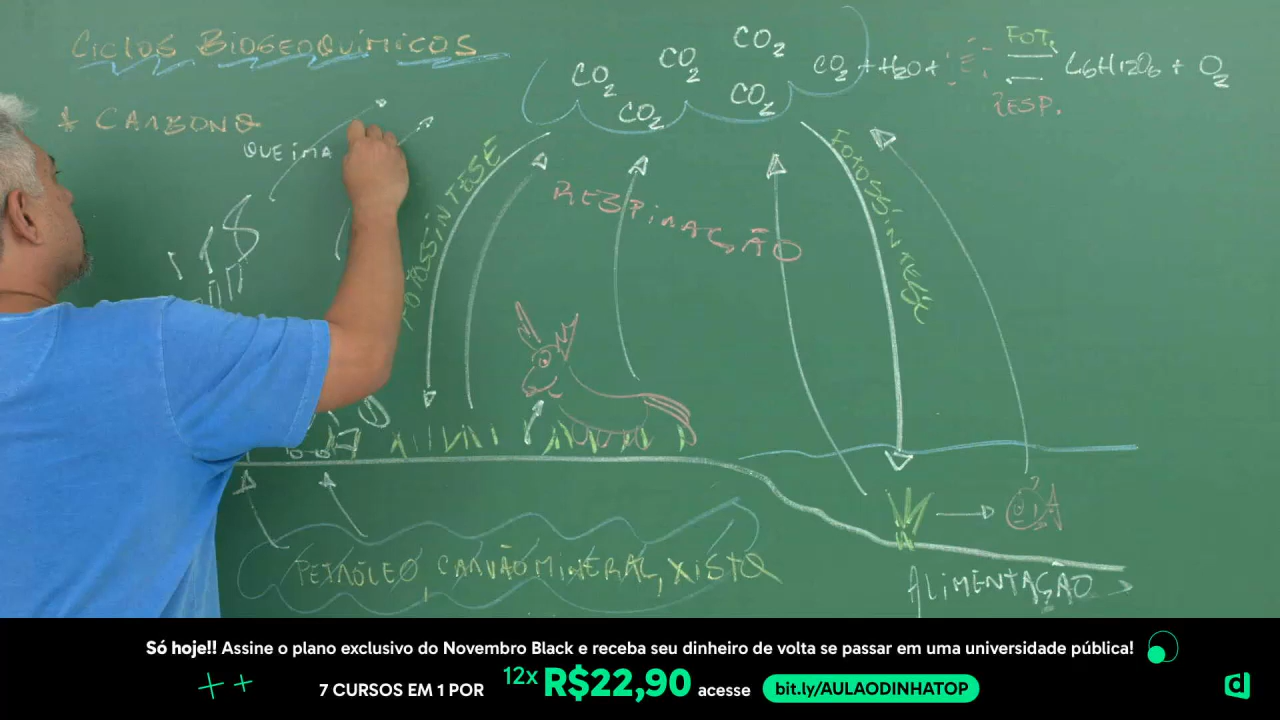 CICLOS BIOGEOQUÍMICOS
* CARBONO
QUEIMA
CO2 CO2 CO2
CO2 CO2
CO2 + H2O + E. FOT. C6H12O6 + O2
RESP.
FOTOSSÍNTESE
RESPIRAÇÃO
FOTOSSÍNTESE
PETRÓLEO, CARVÃO MINERAL, XISTO
ALIMENTAÇÃO
Só hoje!! Assine o plano exclusivo do Novembro Black e receba seu dinheiro de volta se passar em uma universidade pública!
7 CURSOS EM 1 POR 12x R$22,90 acesse bit.ly/AULAODINHATOP
d